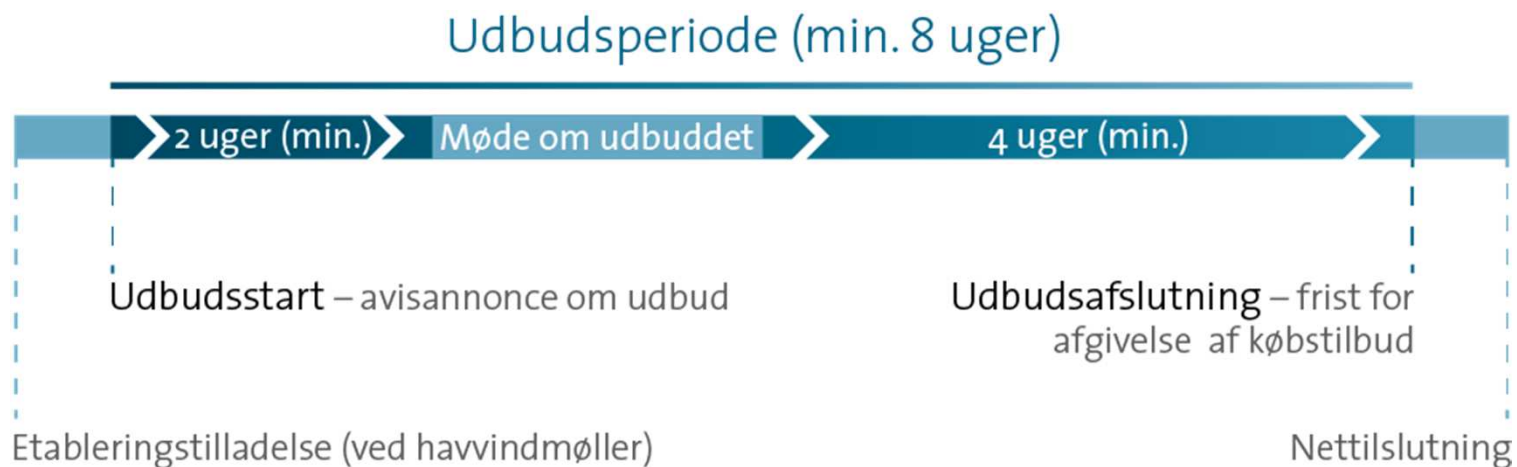 Udbudsperiode (min. 8 uger)
2 uger (min.)
Møde om udbuddet
4 uger (min.)
Udbudsstart – avisannonce om udbud
Udbudsafslutning – frist for
afgivelse af købstilbud
Etableringstilladelse (ved havvindmøller)
Nettilslutning